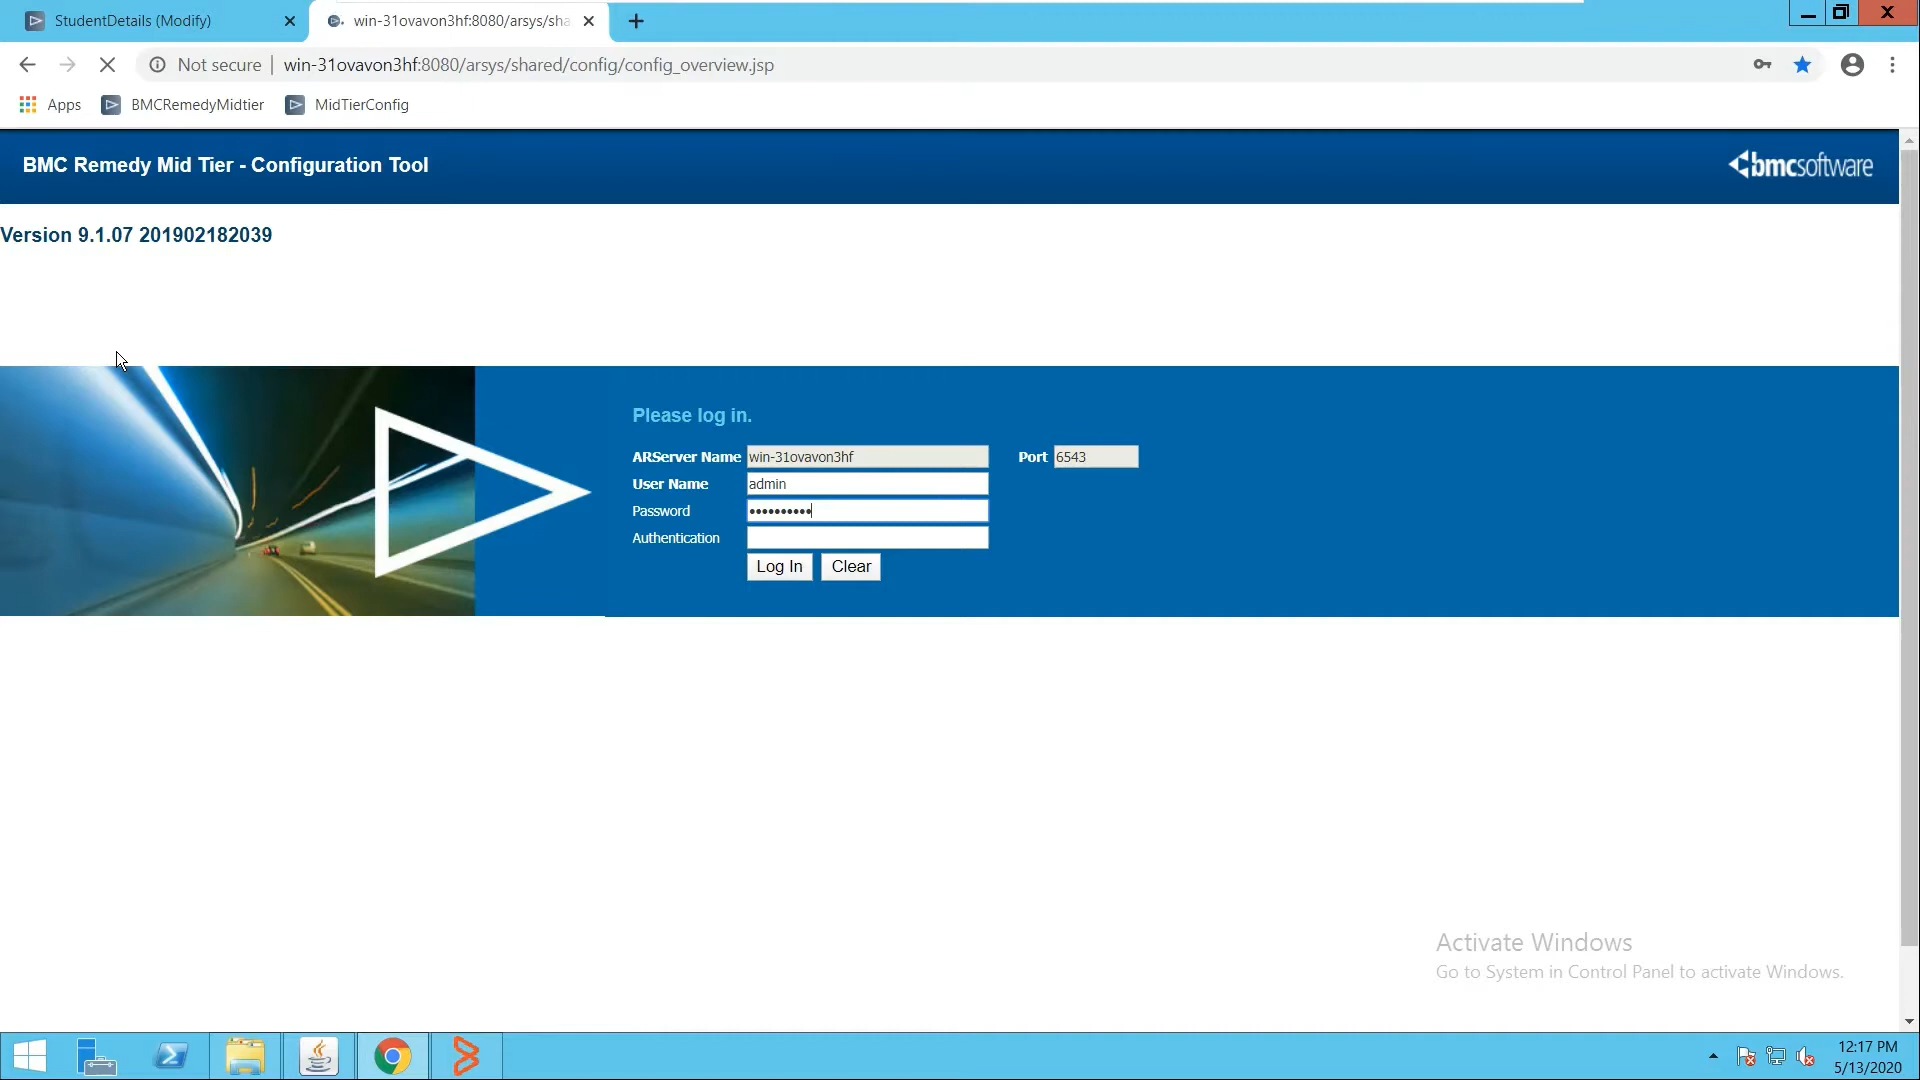 StudentDetails (Modify)
win-31ovavon3hf:8080/arsys/sha
Not secure
win-31ovavon3hf:8080/arsys/shared/config/config_overview.jsp
Apps
BMCRemedyMidtier
MidTierConfig
BMC Remedy Mid Tier - Configuration Tool
bmcsoftware
Version 9.1.07 201902182039
Please log in.
ARServer Name win-31ovavon3hf Port 6543
User Name admin
Password ••••••••••
Authentication
Log In Clear
Activate Windows
Go to System in Control Panel to activate Windows.
12:17 PM
5/13/2020